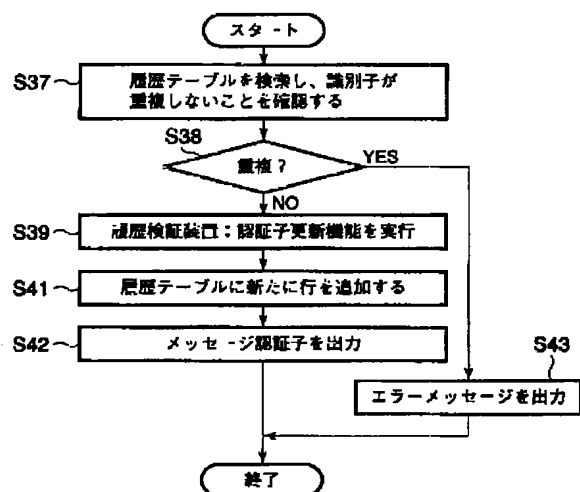 スタート
S37
履歴テーブルを検索し、識別子が
重複しないことを確認する
S38
重複？
YES
NO
S39
履歴検証装置：認証子更新機能を実行
S41
履歴テーブルに新たに行を追加する
S42
メッセージ認証子を出力
S43
エラーメッセージを出力
終了